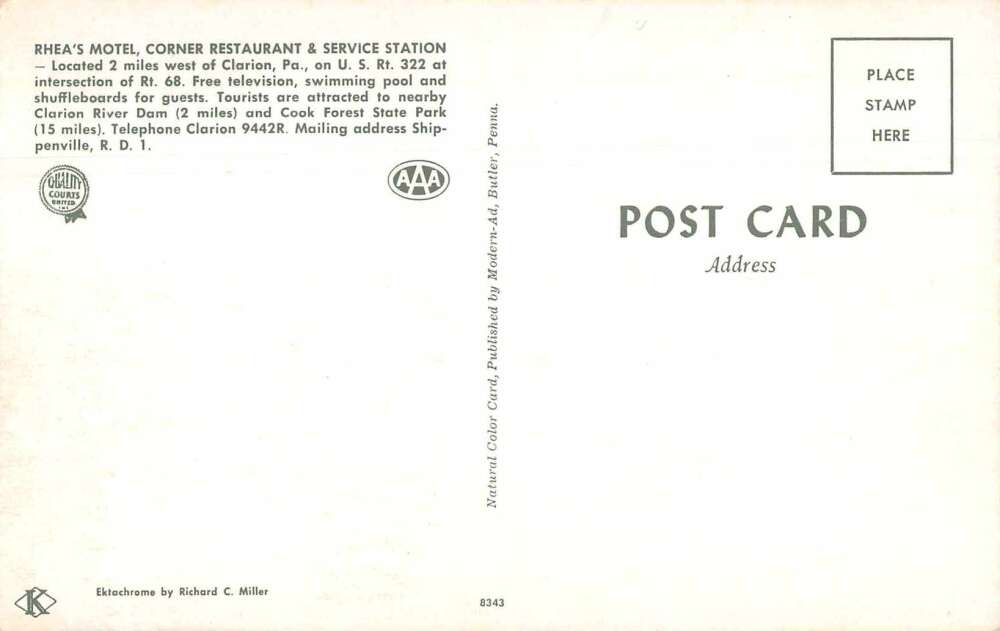 RHEA'S MOTEL, CORNER RESTAURANT & SERVICE STATION
— Located 2 miles west of Clarion, Pa., on U. S. Rt. 322 at
intersection of Rt. 68. Free television, swimming pool and
shuffleboards for guests. Tourists are attracted to nearby
Clarion River Dam (2 miles) and Cook Forest State Park
(15 miles). Telephone Clarion 9442R. Mailing address Ship-
penville, R. D. 1.
QUALITY
COURTS
UNITED
INC
AAA
Ektachrome by Richard C. Miller
K
8343
Natural Color Card, Published by Modern-Ad, Butler, Penna.
PLACE
STAMP
HERE
POST CARD
Address